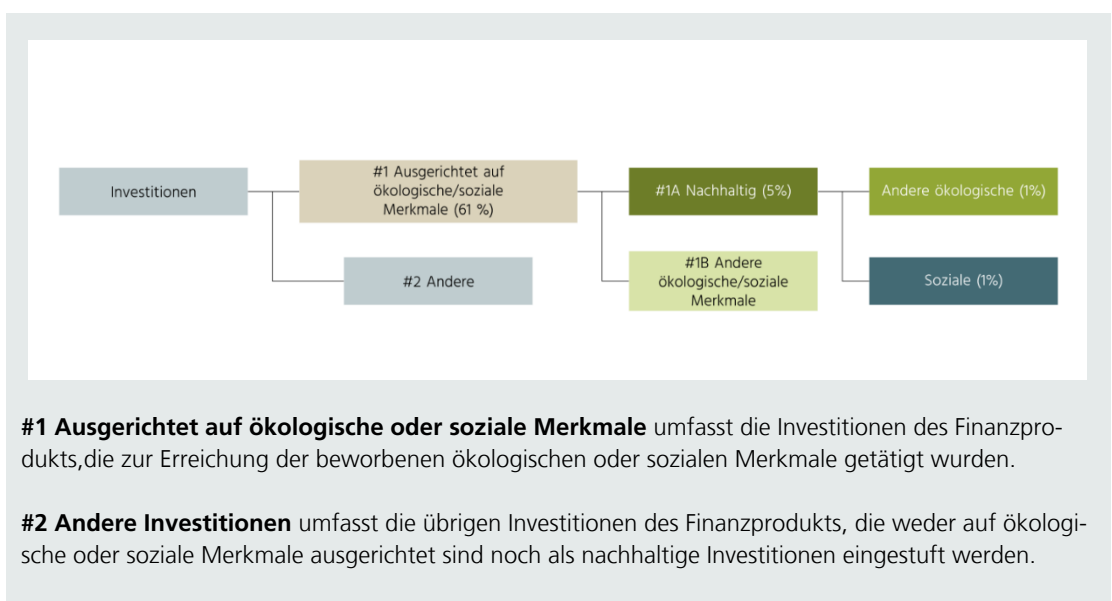 Investitionen
#1 Ausgerichtet auf
ökologische/soziale
Merkmale (61 %)
#1A Nachhaltig (5%)
Andere ökologische (1%)
#2 Andere
#1B Andere
ökologische/soziale
Merkmale
Soziale (1%)
#1 Ausgerichtet auf ökologische oder soziale Merkmale umfasst die Investitionen des Finanzpro-
dukts,die zur Erreichung der beworbenen ökologischen oder sozialen Merkmale getätigt wurden.
#2 Andere Investitionen umfasst die übrigen Investitionen des Finanzprodukts, die weder auf ökologi-
sche oder soziale Merkmale ausgerichtet sind noch als nachhaltige Investitionen eingestuft werden.